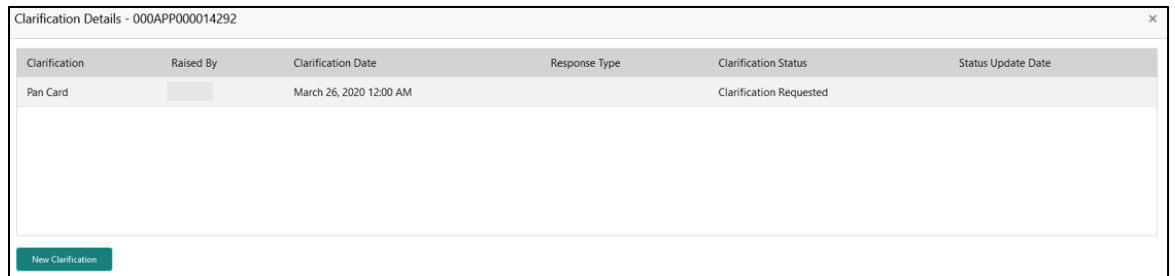 Clarification Details - 000APP000014292 ×
Clarification Raised By Clarification Date Response Type Clarification Status Status Update Date
Pan Card March 26, 2020 12:00 AM Clarification Requested
New Clarification